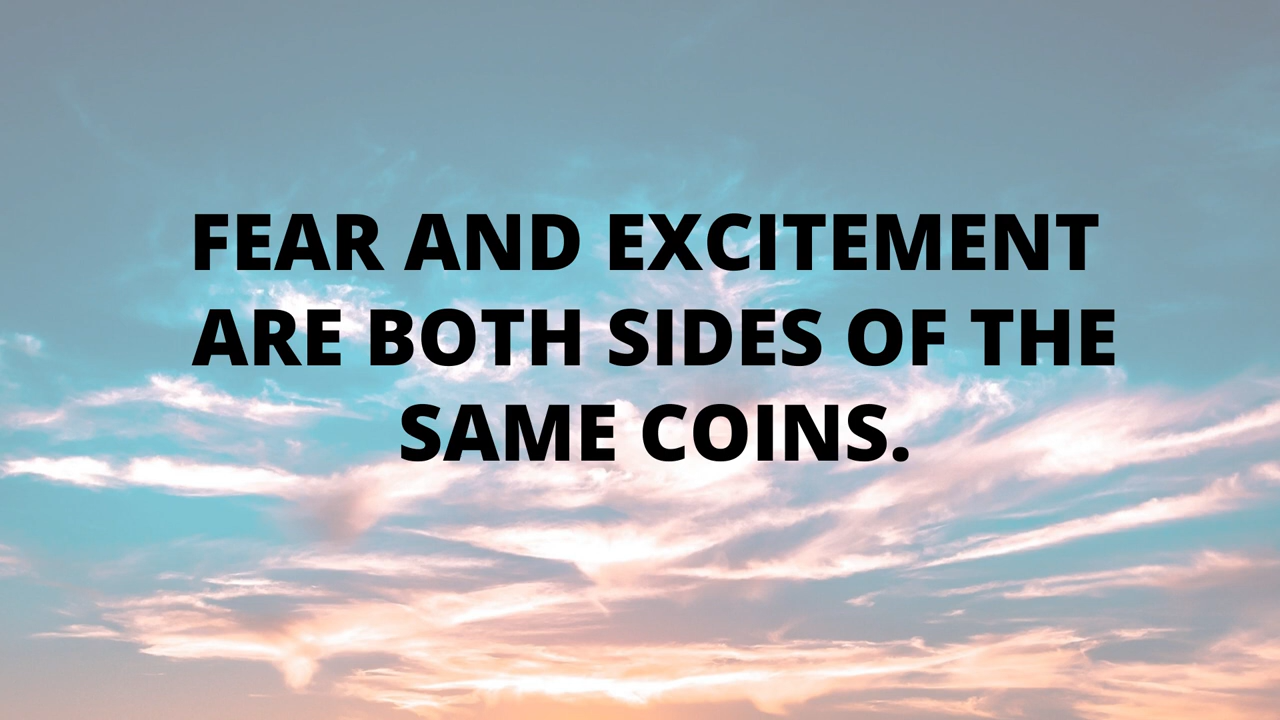 FEAR AND EXCITEMENT
ARE BOTH SIDES OF THE
SAME COINS.